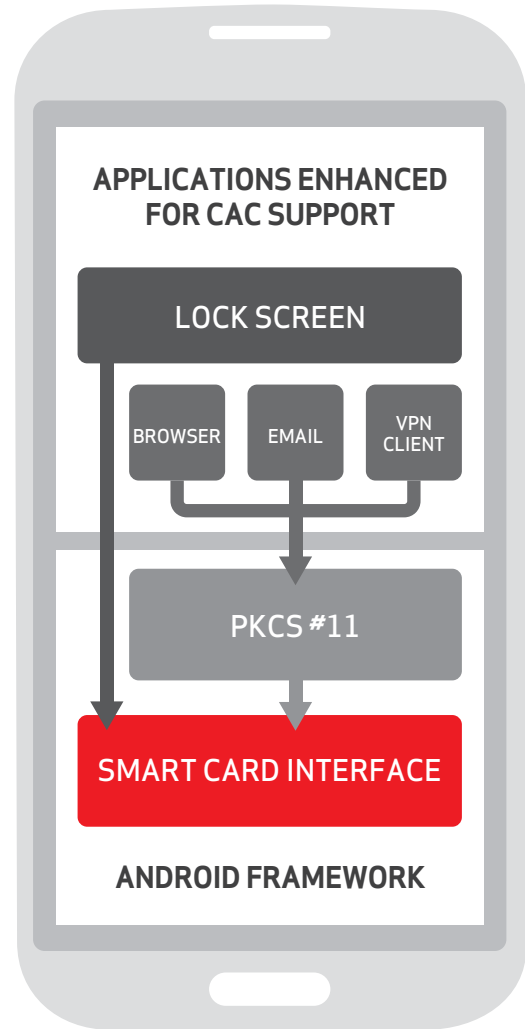 APPLICATIONS ENHANCED
FOR CAC SUPPORT
LOCK SCREEN
BROWSER
EMAIL
VPN
CLIENT
PKCS #11
SMART CARD INTERFACE
ANDROID FRAMEWORK